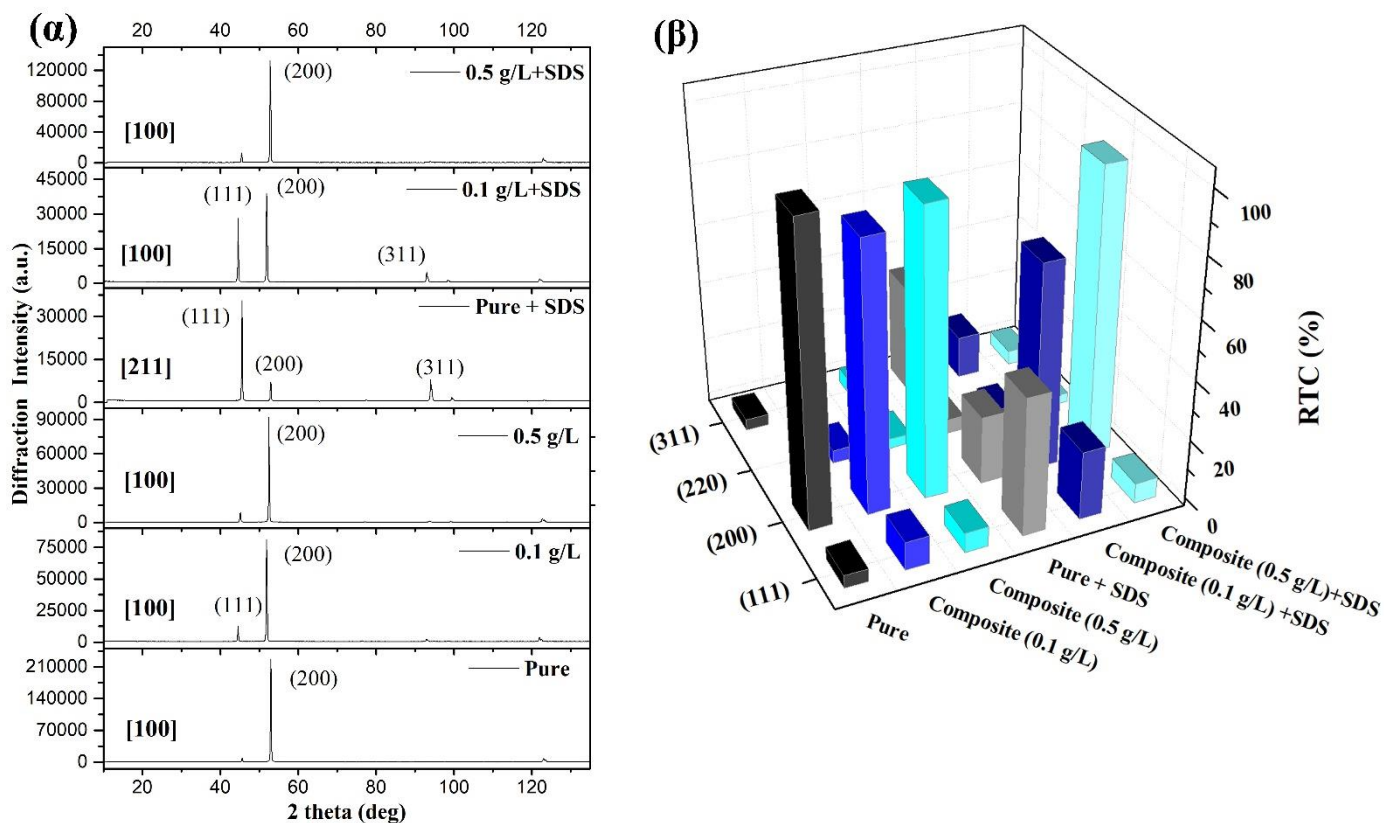 (α)
20 40 60 80 100 120
120000
80000
40000
0
(200)
0.5 g/L+SDS
[100]
45000
30000
15000
0
(111)
(200)
0.1 g/L+SDS
(311)
[100]
30000
15000
0
(111)
Pure + SDS
(200)
(311)
[211]
90000
60000
30000
0
(200)
0.5 g/L
[100]
75000
50000
25000
0
(200)
0.1 g/L
(111)
[100]
210000
140000
70000
0
(200)
Pure
[100]
20 40 60 80 100 120
2 theta (deg)
Diffraction Intensity (a.u.)
(β)
100
80
60
40
20
0
RTC (%)
(311)
(220)
(200)
(111)
Pure
Composite (0.1 g/L)
Composite (0.5 g/L)
Pure + SDS
Composite (0.1 g/L) +SDS
Composite (0.5 g/L)+SDS